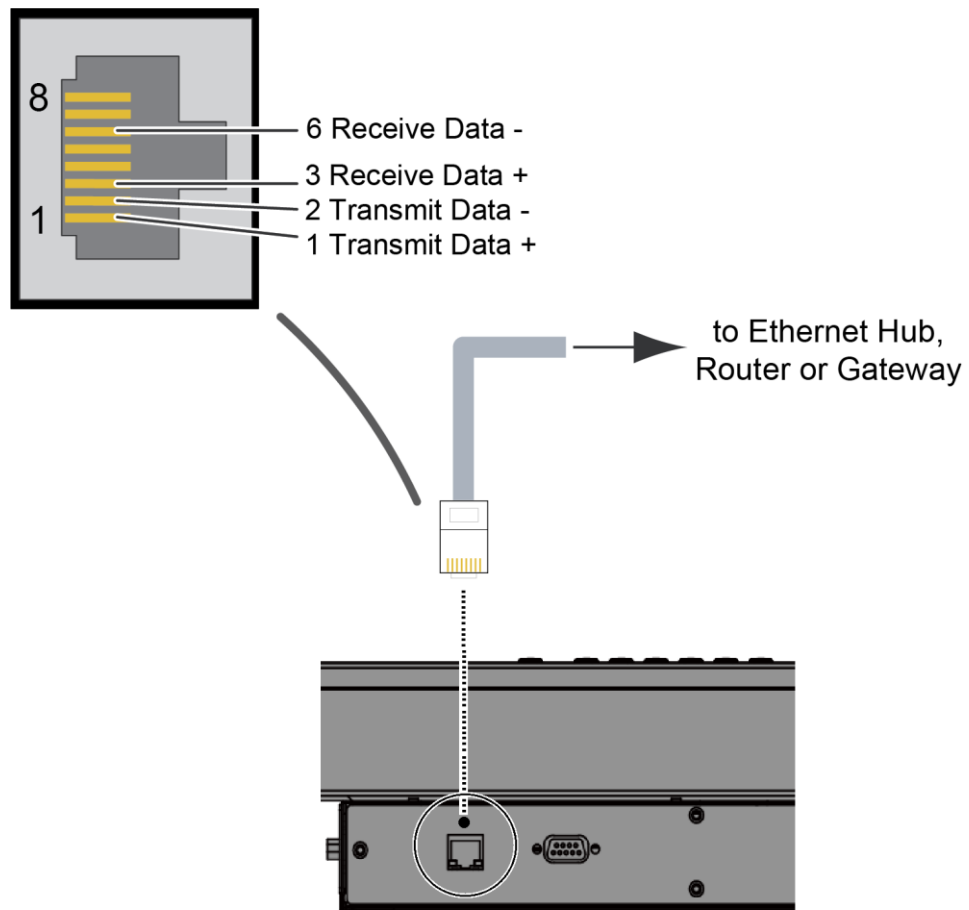 8
6 Receive Data -
3 Receive Data +
2 Transmit Data -
1
1 Transmit Data +
to Ethernet Hub,
Router or Gateway